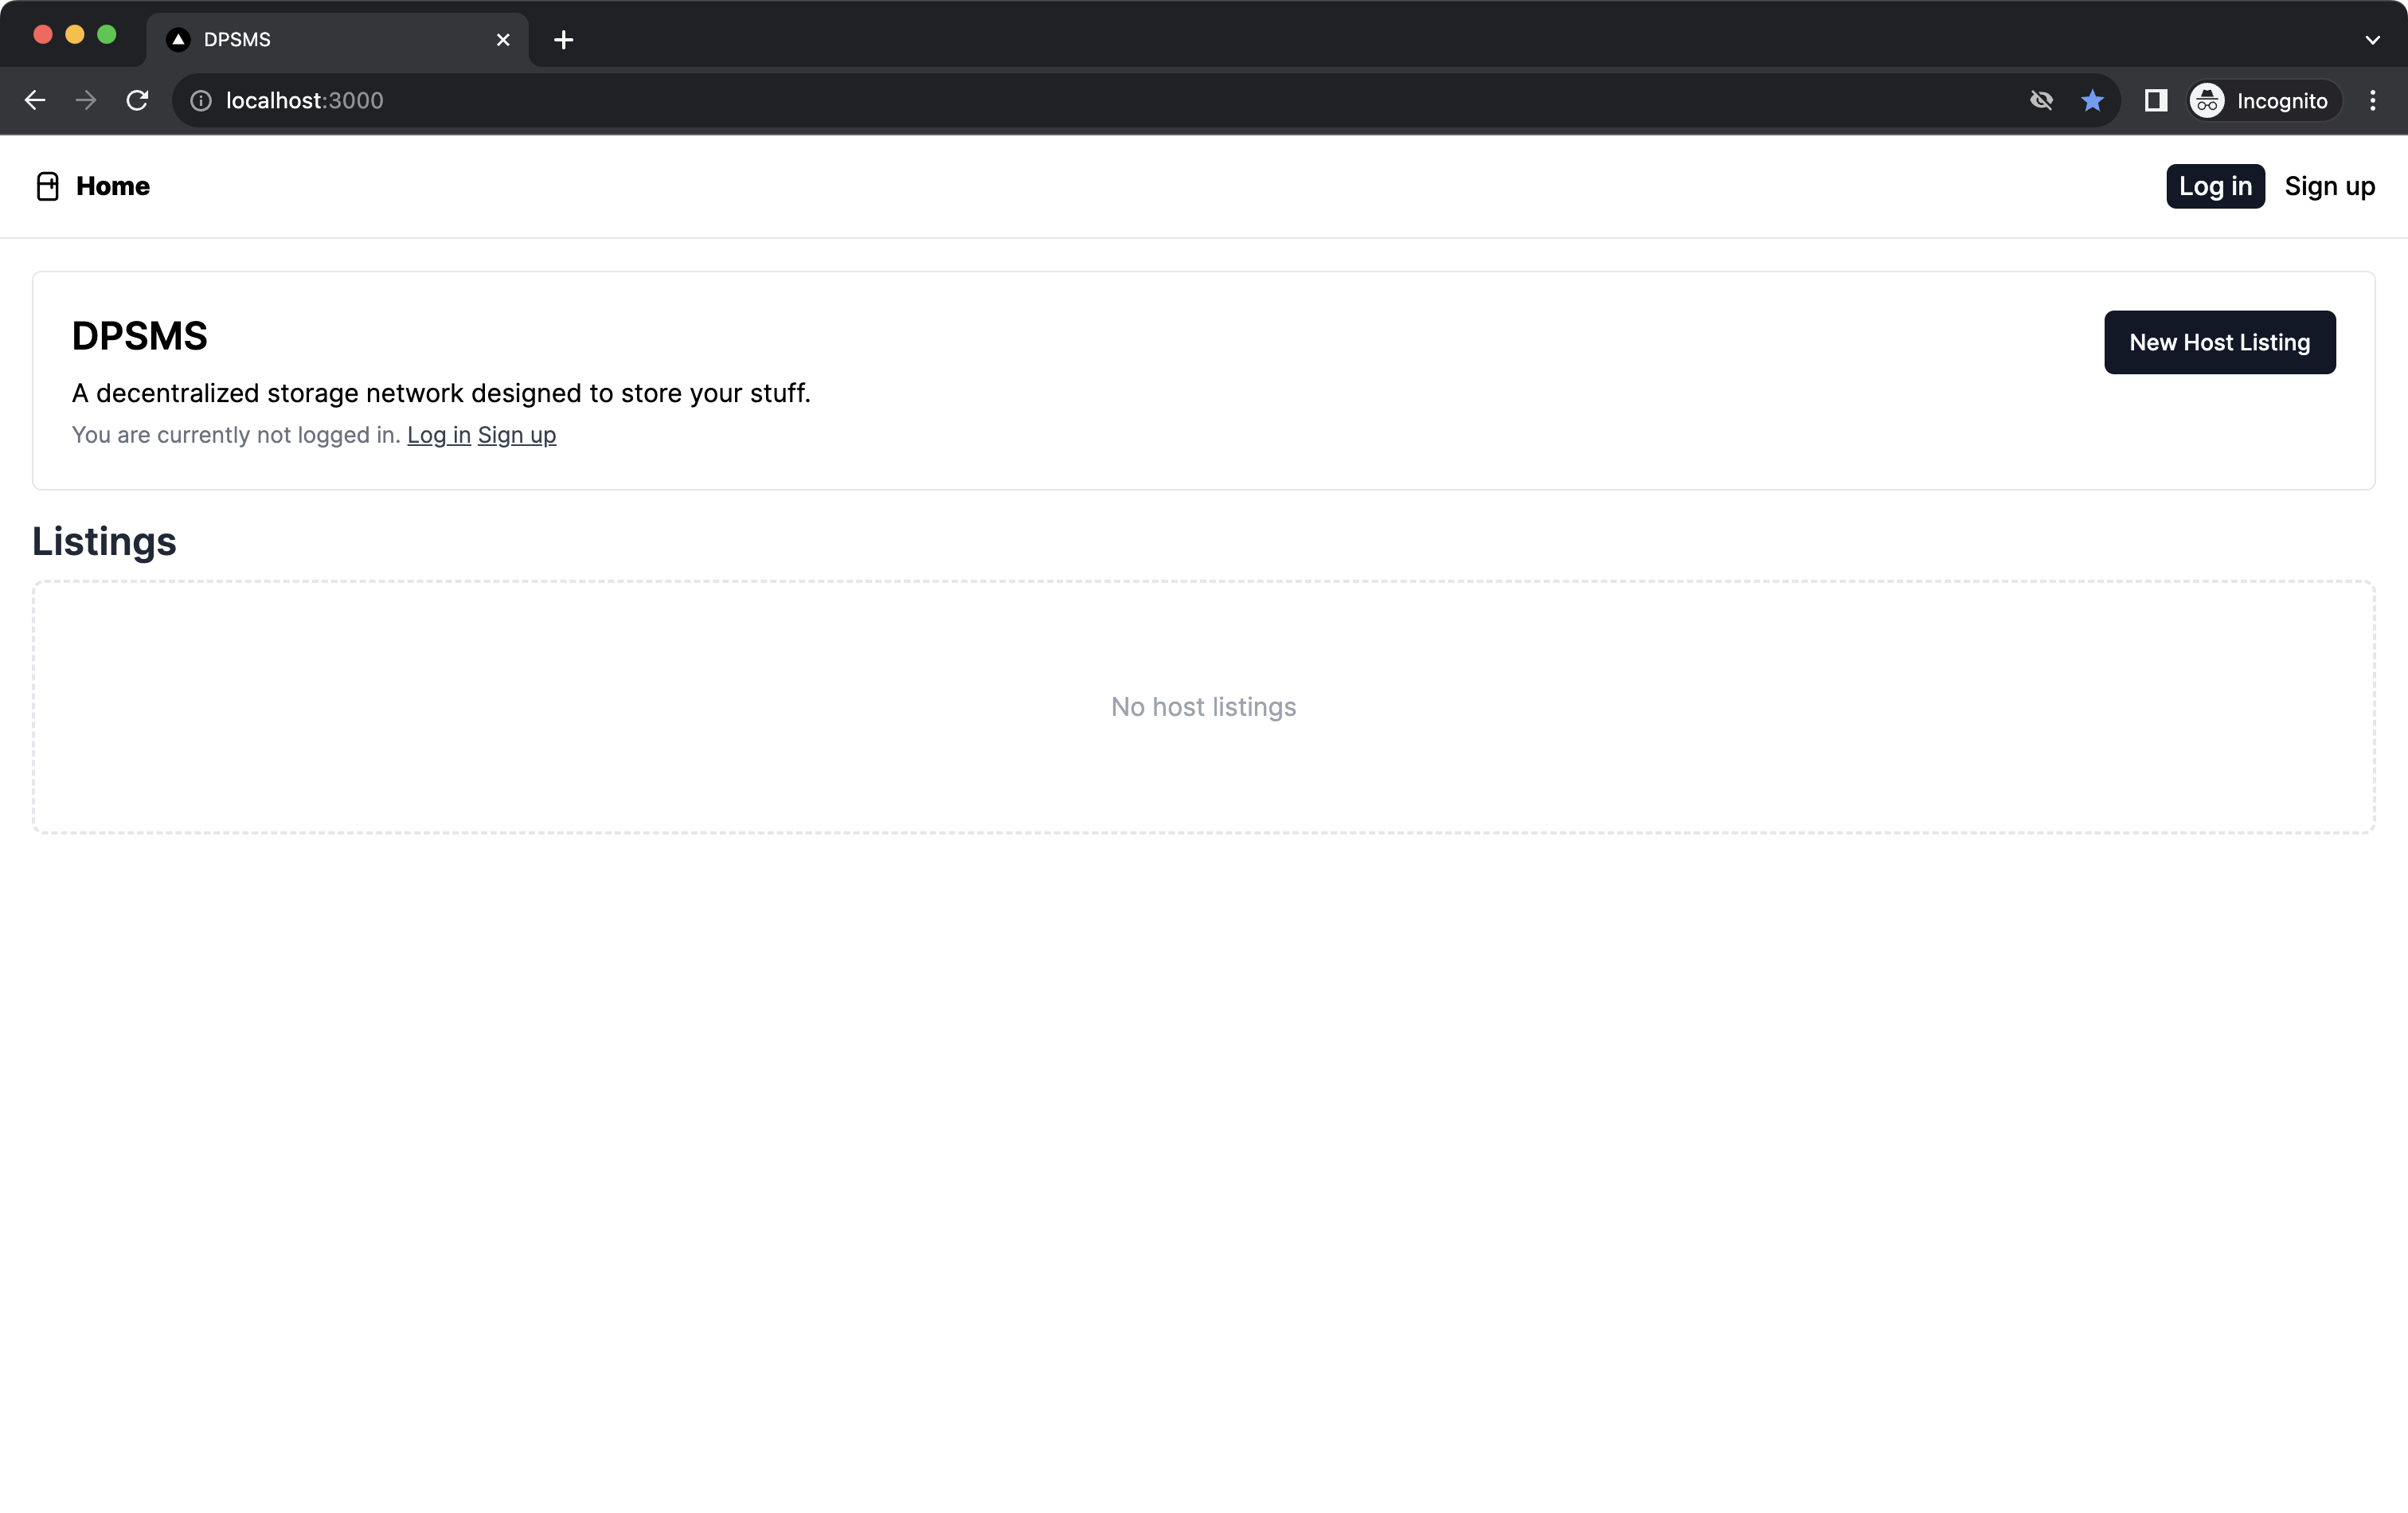 DPSMS
localhost:3000
Incognito
Home
Log in
Sign up
DPSMS
New Host Listing
A decentralized storage network designed to store your stuff.
You are currently not logged in. Log in Sign up
Listings
No host listings